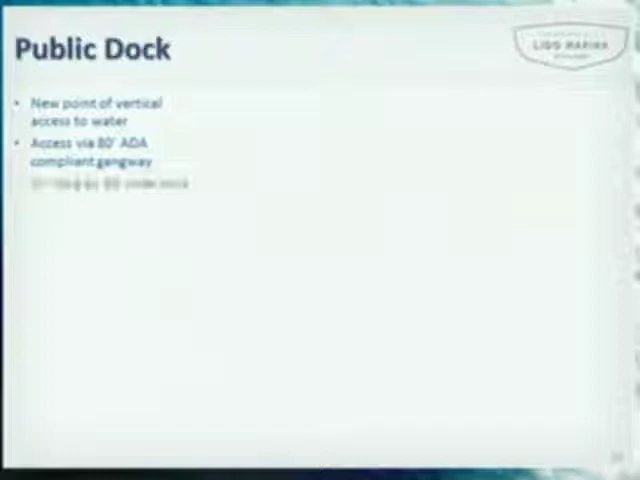 Public Dock
LIDO MARINA
• New point of vertical
access to water
• Access via 80' ADA
compliant gangway